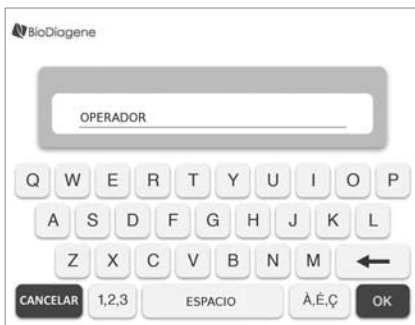 BioDiagene
OPERADOR
Q W E R T Y U I O P
A S D F G H J K L
Z X C V B N M
CANCELAR 1,2,3 ESPACIO À,É,Ç OK